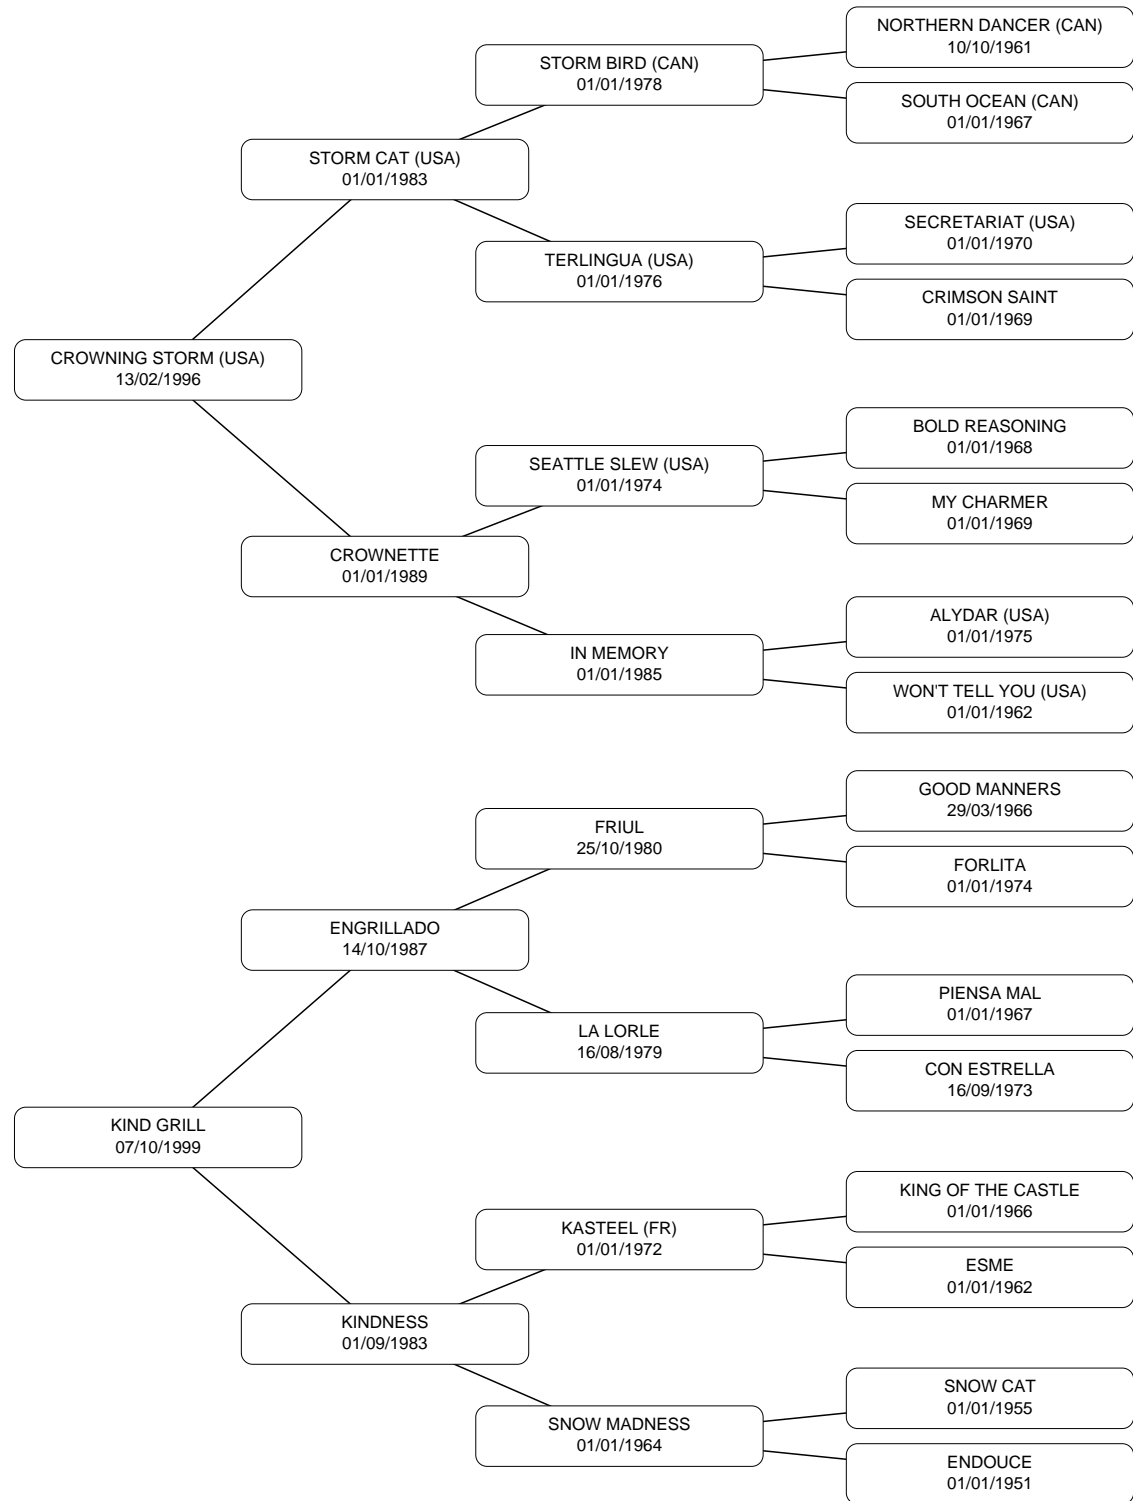 NORTHERN DANCER (CAN)
10/10/1961
STORM BIRD (CAN)
01/01/1978
SOUTH OCEAN (CAN)
01/01/1967
STORM CAT (USA)
01/01/1983
SECRETARIAT (USA)
01/01/1970
TERLINGUA (USA)
01/01/1976
CRIMSON SAINT
01/01/1969
CROWNING STORM (USA)
13/02/1996
BOLD REASONING
01/01/1968
SEATTLE SLEW (USA)
01/01/1974
MY CHARMER
01/01/1969
CROWNETTE
01/01/1989
ALYDAR (USA)
01/01/1975
IN MEMORY
01/01/1985
WON'T TELL YOU (USA)
01/01/1962
GOOD MANNERS
29/03/1966
FRIUL
25/10/1980
FORLITA
01/01/1974
ENGRILLADO
14/10/1987
PIENSA MAL
01/01/1967
LA LORLE
16/08/1979
CON ESTRELLA
16/09/1973
KIND GRILL
07/10/1999
KING OF THE CASTLE
01/01/1966
KASTEEL (FR)
01/01/1972
ESME
01/01/1962
KINDNESS
01/09/1983
SNOW CAT
01/01/1955
SNOW MADNESS
01/01/1964
ENDOUCE
01/01/1951